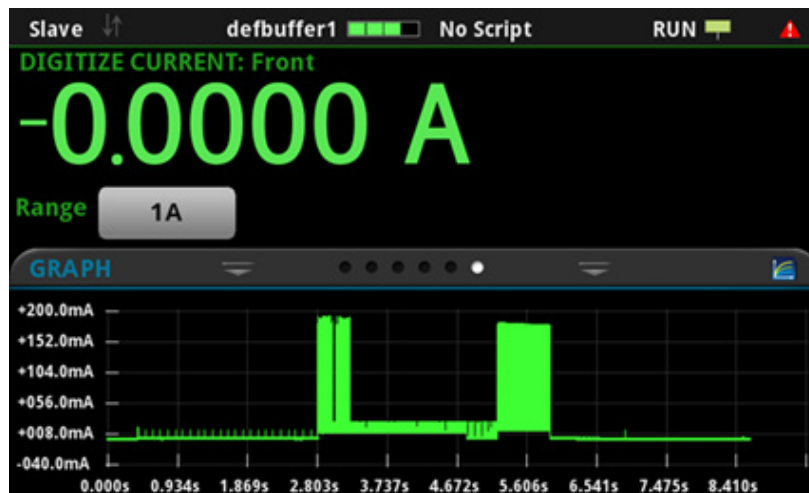 Slave defbuffer1 No Script RUN
DIGITIZE CURRENT: Front
-0.0000 A
Range 1A
GRAPH
+200.0mA
+152.0mA
+104.0mA
+056.0mA
+008.0mA
-040.0mA
0.000s 0.934s 1.869s 2.803s 3.737s 4.672s 5.606s 6.541s 7.475s 8.410s